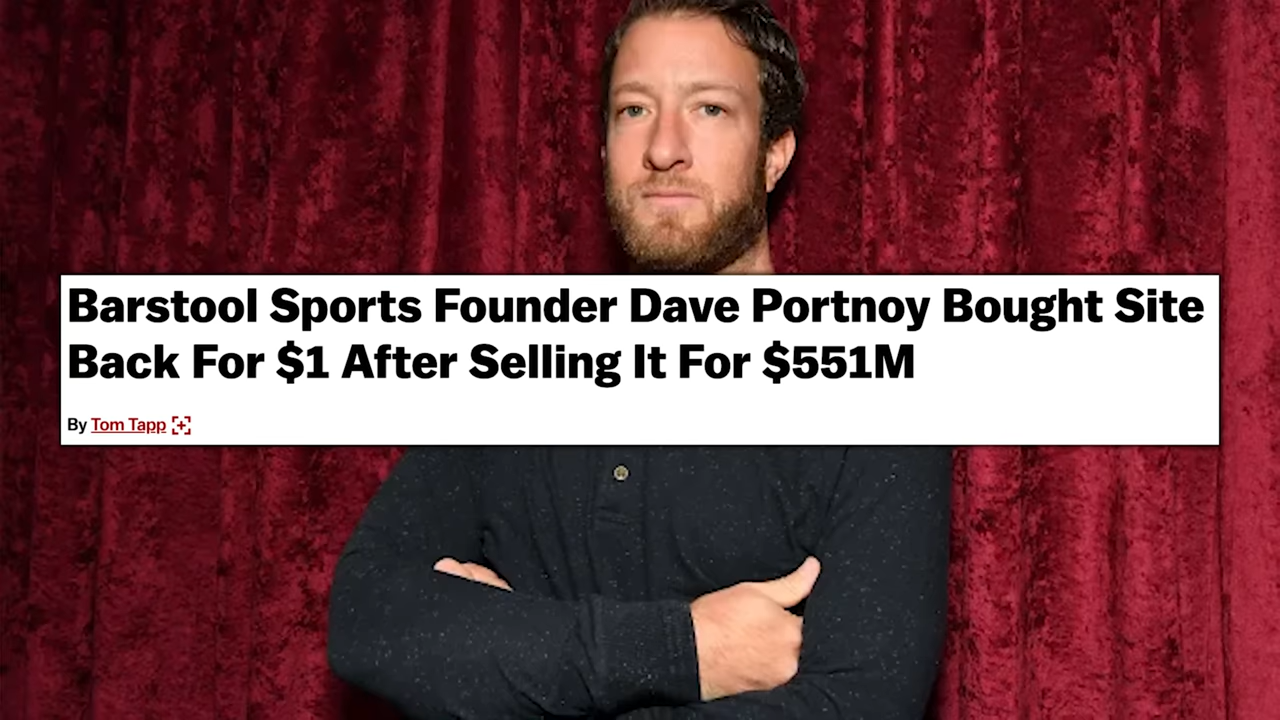 Barstool Sports Founder Dave Portnoy Bought Site
Back For $1 After Selling It For $551M
By Tom Tapp